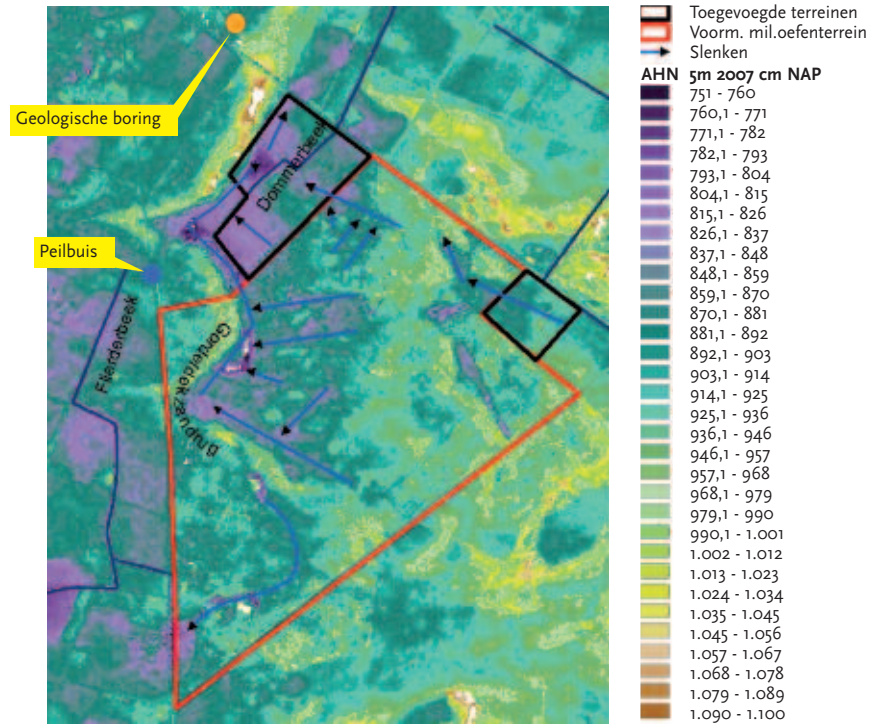 Geologische boring
Peilbuis
Dommerbeek
Flierderbeek
Gorterldek zandrug
Toegevoegde terreinen
Voorm. mil.oefenterrein
Slenken
AHN 5m 2007 cm NAP
751 - 760
760,1 - 771
771,1 - 782
782,1 - 793
793,1 - 804
804,1 - 815
815,1 - 826
826,1 - 837
837,1 - 848
848,1 - 859
859,1 - 870
870,1 - 881
881,1 - 892
892,1 - 903
903,1 - 914
914,1 - 925
925,1 - 936
936,1 - 946
946,1 - 957
957,1 - 968
968,1 - 979
979,1 - 990
990,1 - 1.001
1.002 - 1.012
1.013 - 1.023
1.024 - 1.034
1.035 - 1.045
1.045 - 1.056
1.057 - 1.067
1.068 - 1.078
1.079 - 1.089
1.090 - 1.100